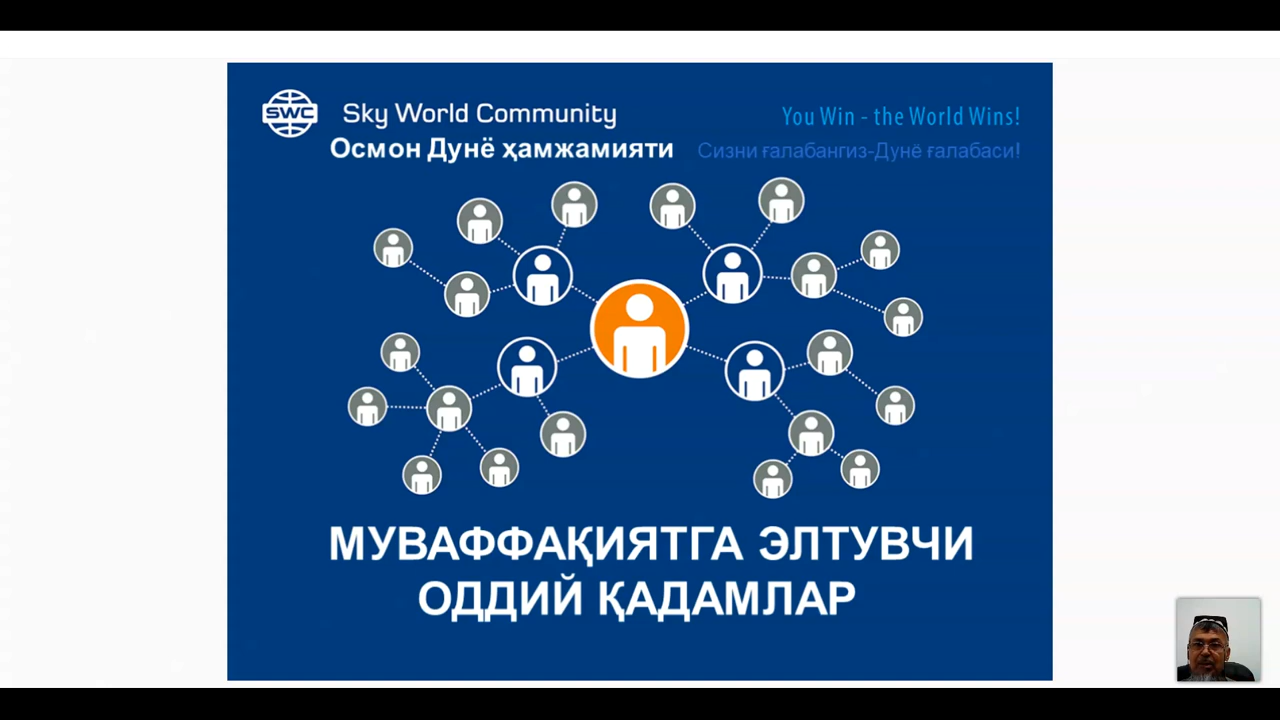 SWC
Sky World Community
Осмон Дунё ҳамжамияти
You Win - the World Wins!
Сизни ғалабангиз-Дунё ғалабаси!
МУВАФФАҚИЯТГА ЭЛТУВЧИ
ОДДИЙ ҚАДАМЛАР